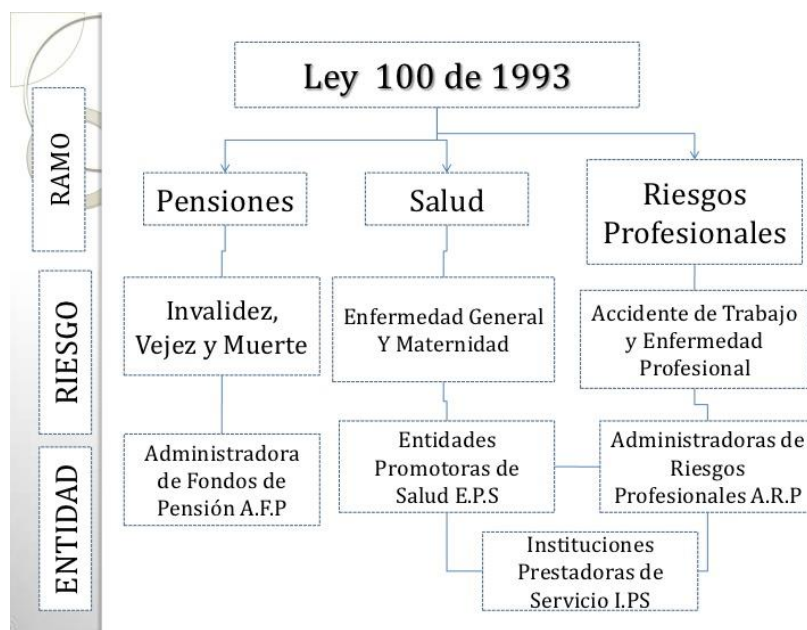 Ley 100 de 1993
RAMO
Pensiones
Salud
Riesgos
Profesionales
RIESGO
Invalidez,
Vejez y Muerte
Enfermedad General
Y Maternidad
Accidente de Trabajo
y Enfermedad
Profesional
ENTIDAD
Administradora
de Fondos de
Pensión A.F.P
Entidades
Promotoras de
Salud E.P.S
Administradoras de
Riesgos
Profesionales A.R.P
Instituciones
Prestadoras de
Servicio I.PS